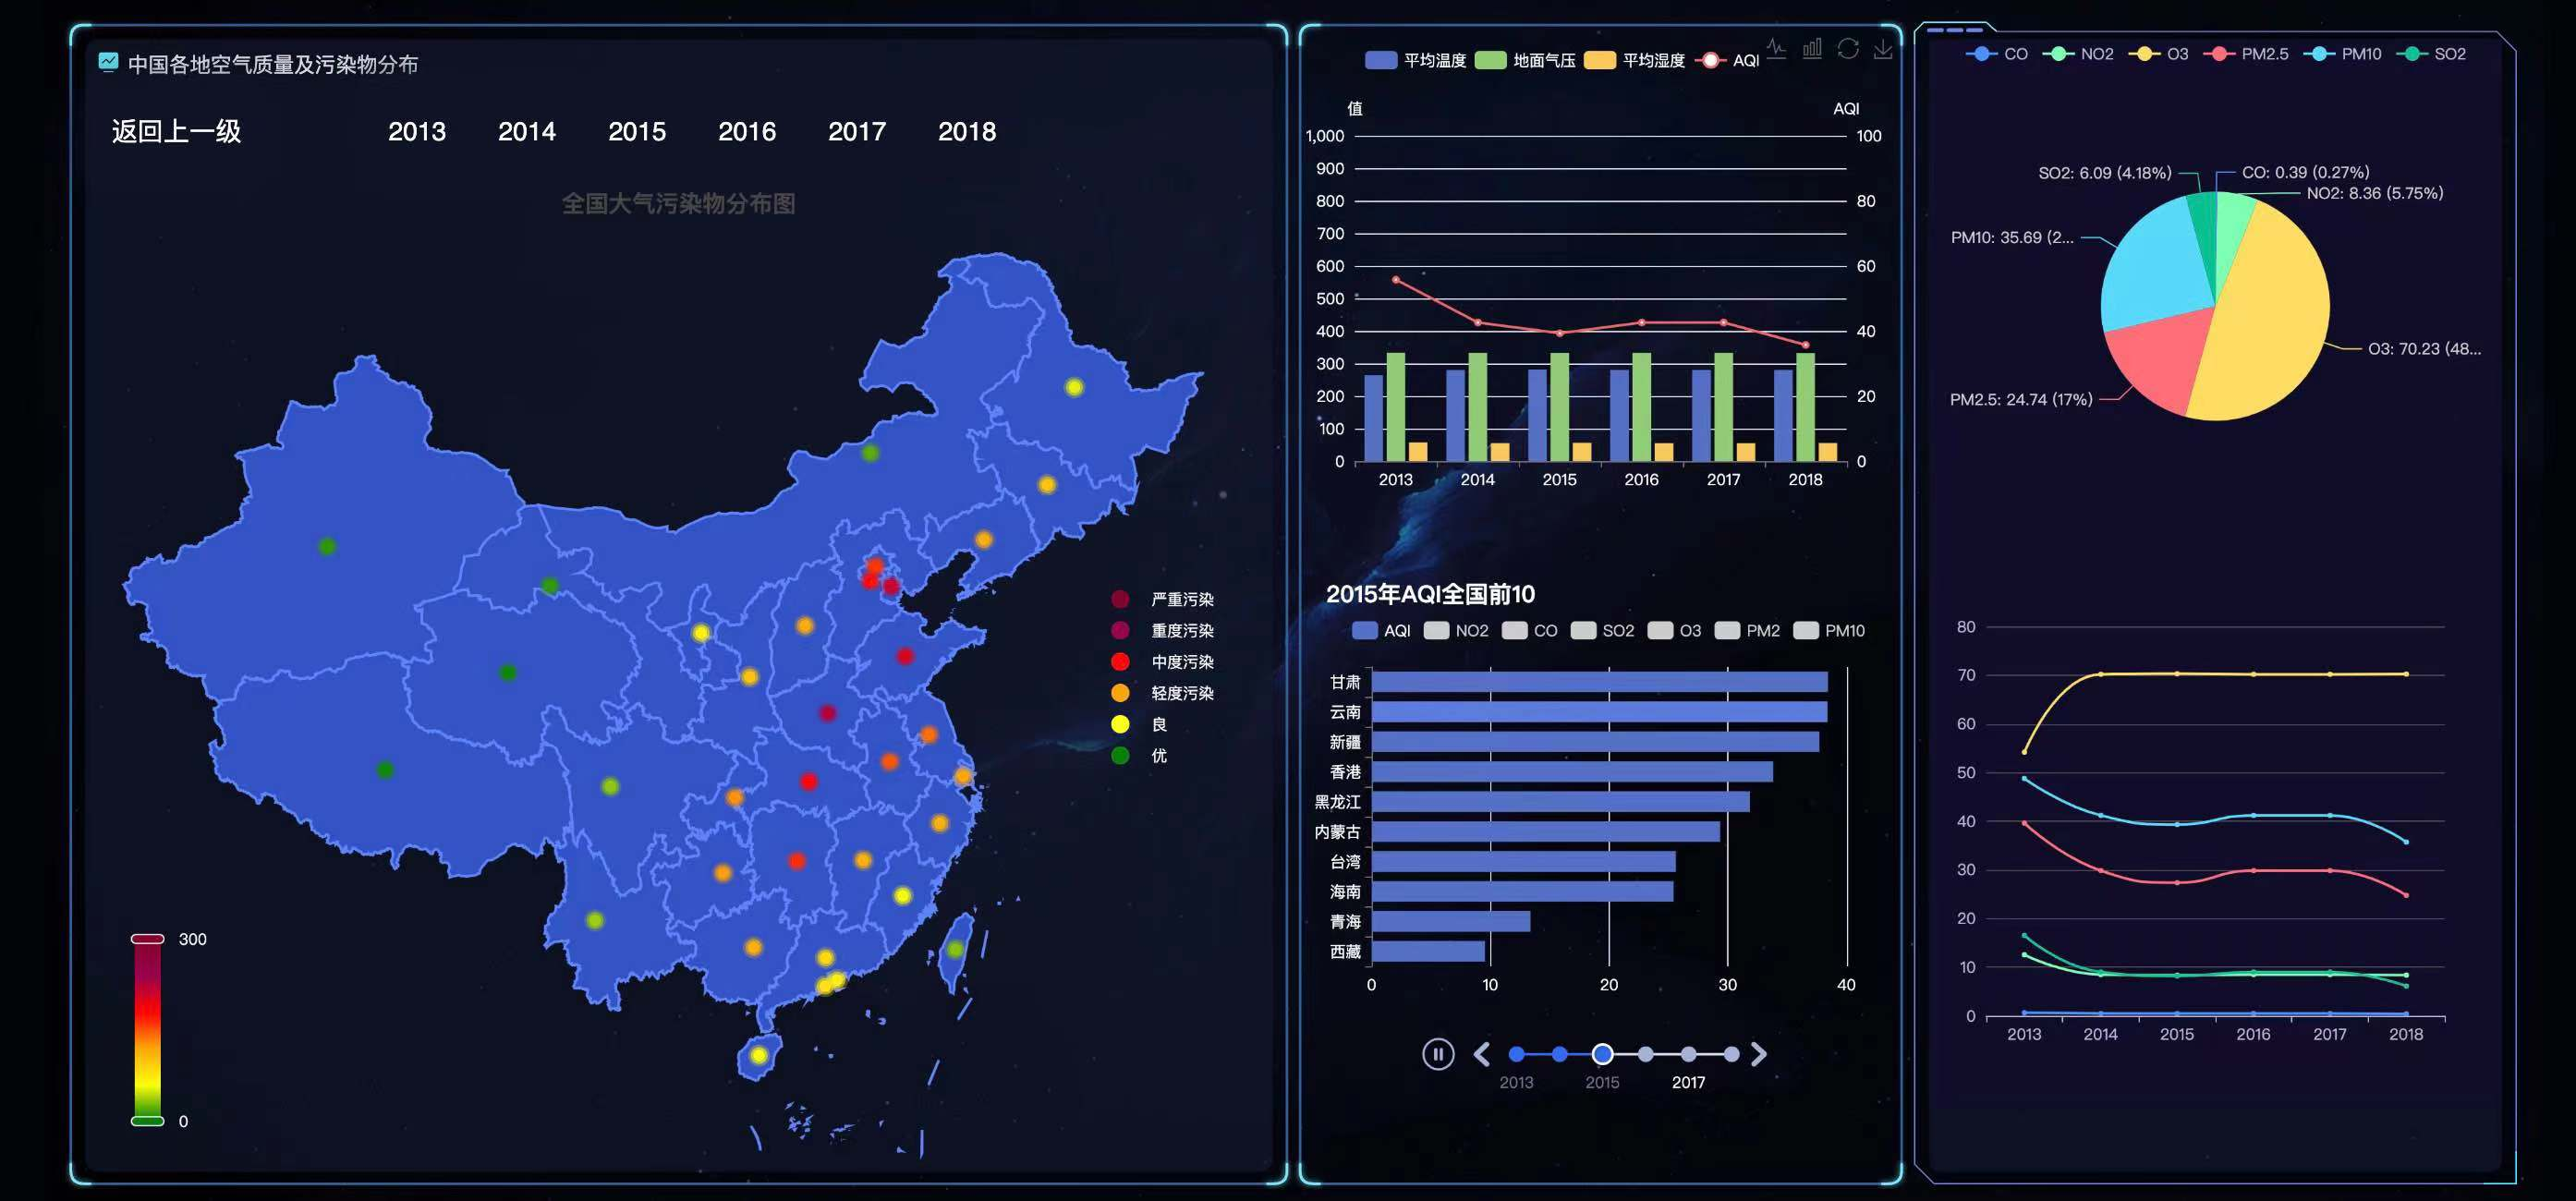 中国各地空气质量及污染物分布
返回上一级 2013 2014 2015 2016 2017 2018
全国大气污染物分布图
严重污染
重度污染
中度污染
轻度污染
良
优
300
0
平均温度 地面气压 平均湿度 AQI
值 AQI
1,000 100
900
800 80
700
600 60
500
400 40
300
200 20
100
0 0
2013 2014 2015 2016 2017 2018
2015年AQI全国前10
AQI NO2 CO SO2 O3 PM2 PM10
甘肃
云南
新疆
香港
黑龙江
内蒙古
台湾
海南
青海
西藏
0 10 20 30 40
2013 2015 2017
CO NO2 O3 PM2.5 PM10 SO2
SO2: 6.09 (4.18%) CO: 0.39 (0.27%)
NO2: 8.36 (5.75%)
PM10: 35.69 (2...
O3: 70.23 (48...
PM2.5: 24.74 (17%)
80
70
60
50
40
30
20
10
0
2013 2014 2015 2016 2017 2018